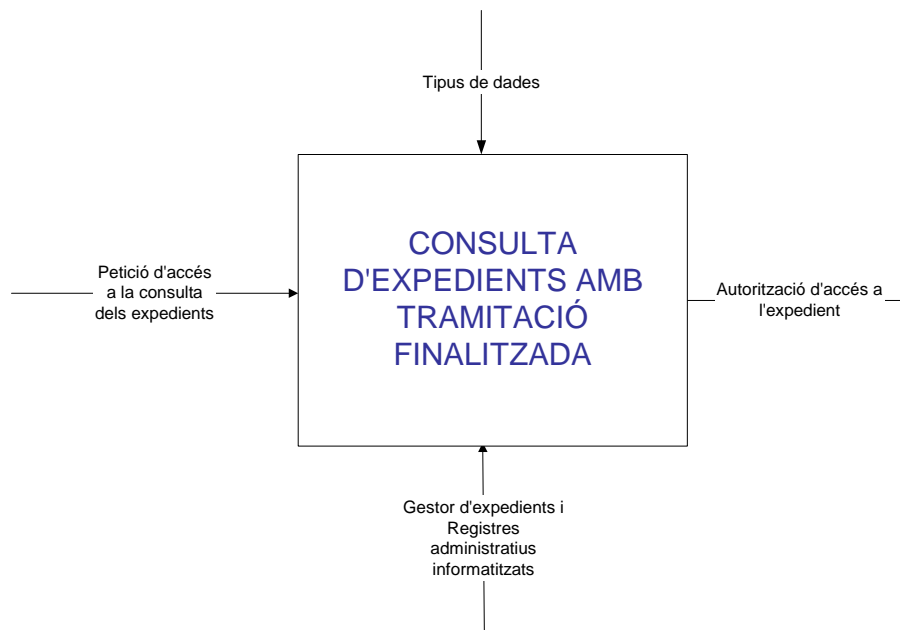 Tipus de dades
CONSULTA
D'EXPEDIENTS AMB
TRAMITACIÓ
FINALITZADA
Petició d'accés
a la consulta
dels expedients
Autorització d'accés a
l'expedient
Gestor d'expedients i
Registres
administratius
informatitzats